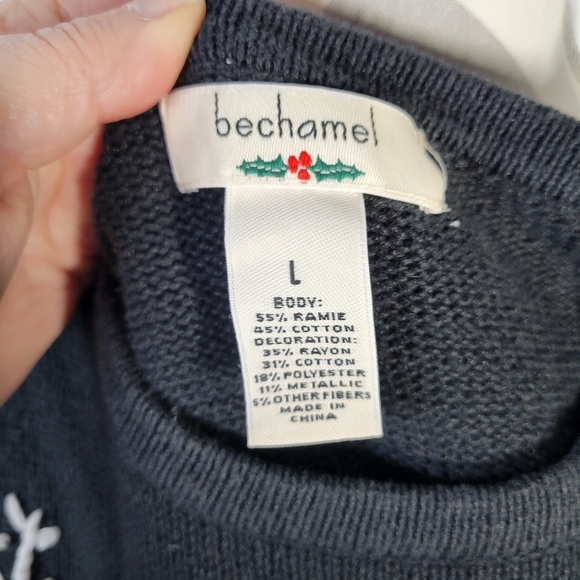 bechamel
L
BODY:
55% RAMIE
45% COTTON
DECORATION:
35% RAYON
31% COTTON
18% POLYESTER
11% METALLIC
5% OTHER FIBERS
MADE IN
CHINA